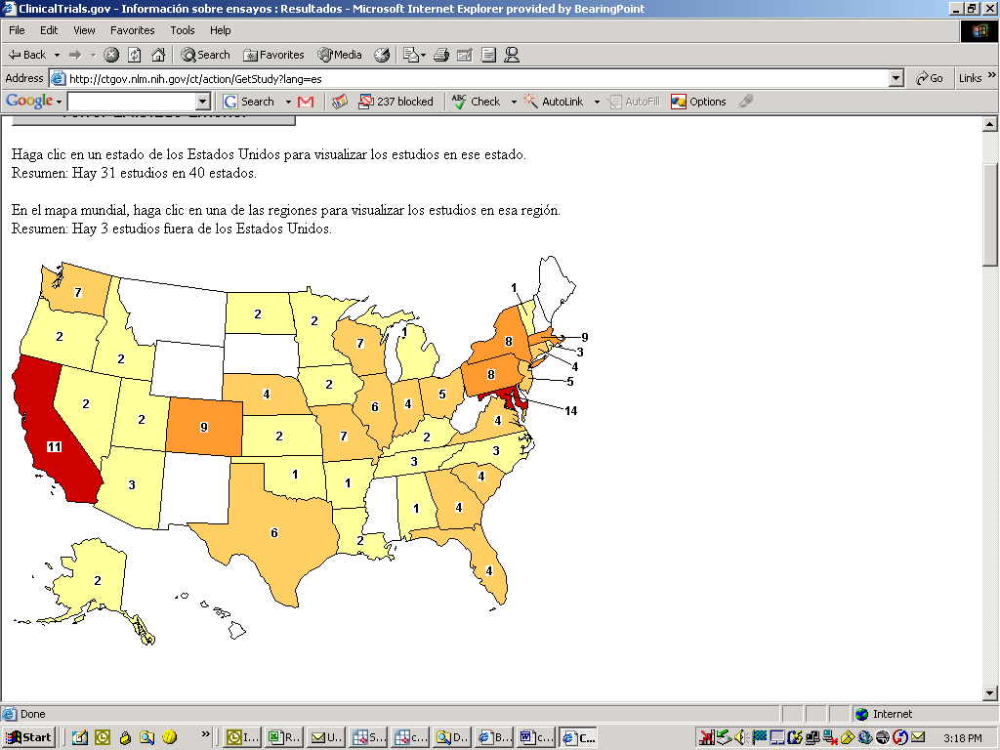 ClinicalTrials.gov - Información sobre ensayos : Resultados - Microsoft Internet Explorer provided by BearingPoint
File Edit View Favorites Tools Help
Back Search Favorites Media
Address http://ctgov.nlm.nih.gov/ct/action/GetStudy?lang=es Go Links »
Google Search 237 blocked ABC Check AutoLink AutoFill Options
Haga clic en un estado de los Estados Unidos para visualizar los estudios en ese estado.
Resumen: Hay 31 estudios en 40 estados.
En el mapa mundial, haga clic en una de las regiones para visualizar los estudios en esa región.
Resumen: Hay 3 estudios fuera de los Estados Unidos.
1
7 2 2 1 8 9
2 7 3
2 8 4
2 4 2 6 4 5 5
2 2 9 2 7 2 4 14
11 3 3
3 1 1 4
1 4
6 2
4
2
Done Internet
Start » I... R... U... S... c... D... B... c... C... 3:18 PM